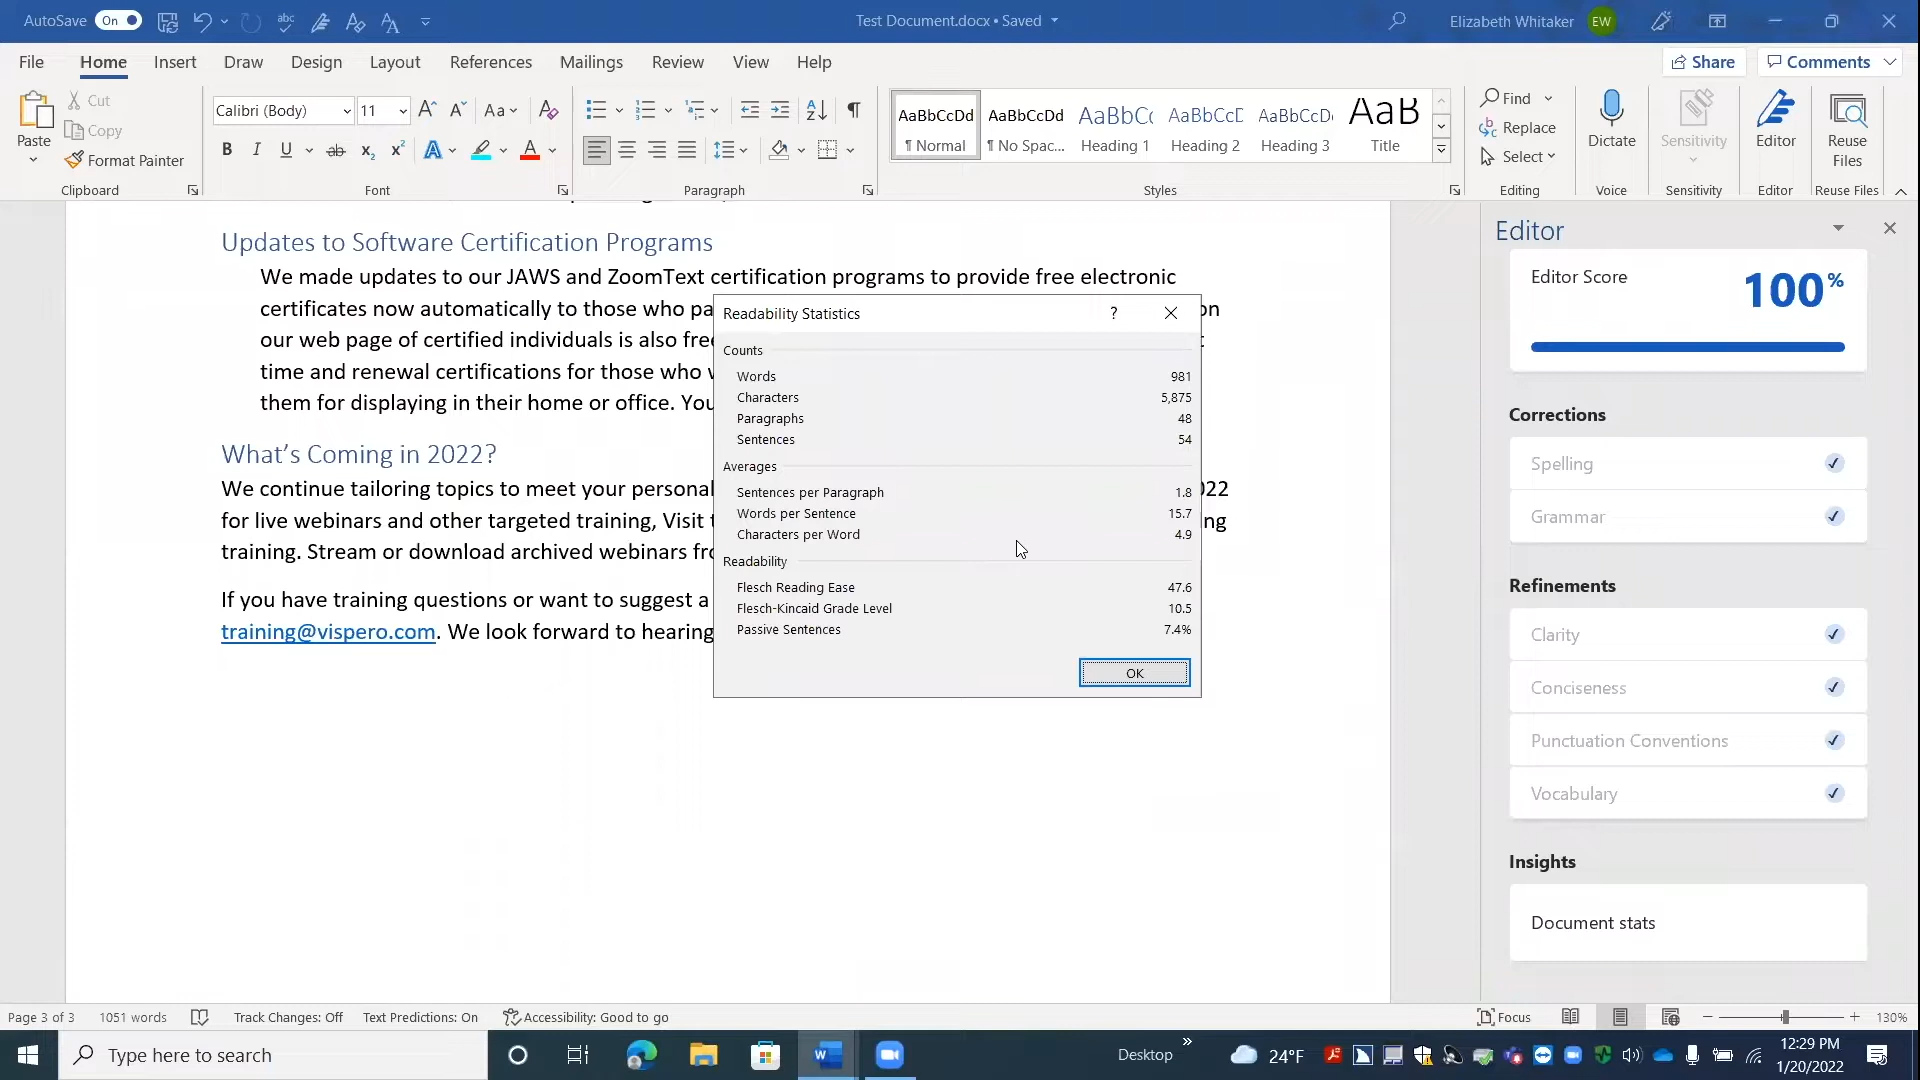 AutoSave On
Test Document.docx • Saved
Elizabeth Whitaker EW
File Home Insert Draw Design Layout References Mailings Review View Help
Share Comments
Paste
Cut
Copy
Format Painter
Clipboard
Calibri (Body) 11
Font
Paragraph
AaBbCcDd ¶ Normal
AaBbCcDd ¶ No Spac...
AaBbCc Heading 1
AaBbCcD Heading 2
AaBbCcD Heading 3
AaB Title
Styles
Find
Replace
Select
Editing
Dictate
Voice
Sensitivity
Sensitivity
Editor
Editor
Reuse Files
Reuse Files
Updates to Software Certification Programs
We made updates to our JAWS and ZoomText certification programs to provide free electronic
certificates now automatically to those who pa on
our web page of certified individuals is also free
time and renewal certifications for those who w
them for displaying in their home or office. You
What’s Coming in 2022?
We continue tailoring topics to meet your personal 022
for live webinars and other targeted training, Visit t ng
training. Stream or download archived webinars fro
If you have training questions or want to suggest a
training@vispero.com. We look forward to hearing
Readability Statistics ?
Counts
Words 981
Characters 5,875
Paragraphs 48
Sentences 54
Averages
Sentences per Paragraph 1.8
Words per Sentence 15.7
Characters per Word 4.9
Readability
Flesch Reading Ease 47.6
Flesch-Kincaid Grade Level 10.5
Passive Sentences 7.4%
OK
Editor
Editor Score 100%
Corrections
Spelling
Grammar
Refinements
Clarity
Conciseness
Punctuation Conventions
Vocabulary
Insights
Document stats
Page 3 of 3 1051 words Track Changes: Off Text Predictions: On Accessibility: Good to go Focus 130%
Type here to search
Desktop
24°F
12:29 PM
1/20/2022